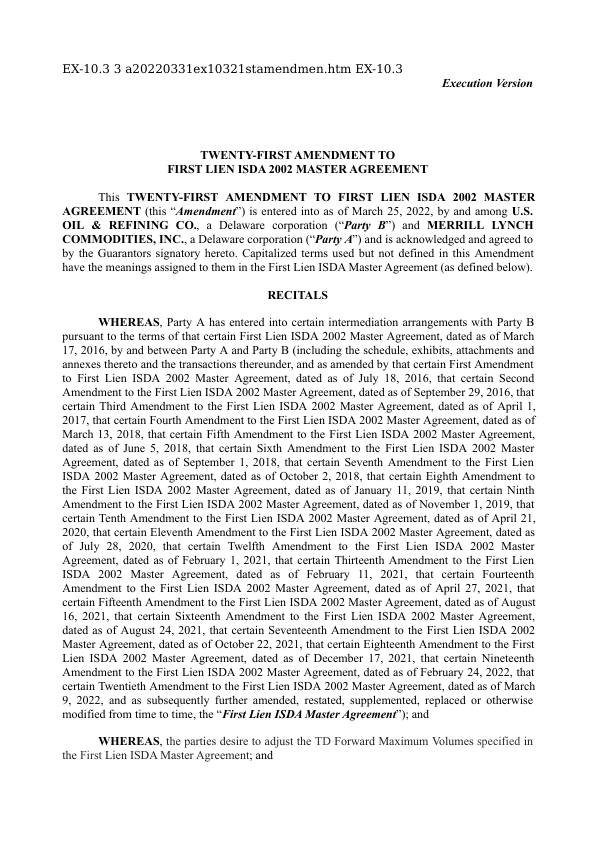 EX-10.3 3 a20220331ex10321stamendmen.htm EX-10.3
Execution Version
TWENTY-FIRST AMENDMENT TO
FIRST LIEN ISDA 2002 MASTER AGREEMENT
This TWENTY-FIRST AMENDMENT TO FIRST LIEN ISDA 2002 MASTER
AGREEMENT (this “Amendment”) is entered into as of March 25, 2022, by and among U.S.
OIL & REFINING CO., a Delaware corporation (“Party B”) and MERRILL LYNCH
COMMODITIES, INC., a Delaware corporation (“Party A”) and is acknowledged and agreed to
by the Guarantors signatory hereto. Capitalized terms used but not defined in this Amendment
have the meanings assigned to them in the First Lien ISDA Master Agreement (as defined below).
RECITALS
WHEREAS, Party A has entered into certain intermediation arrangements with Party B
pursuant to the terms of that certain First Lien ISDA 2002 Master Agreement, dated as of March
17, 2016, by and between Party A and Party B (including the schedule, exhibits, attachments and
annexes thereto and the transactions thereunder, and as amended by that certain First Amendment
to First Lien ISDA 2002 Master Agreement, dated as of July 18, 2016, that certain Second
Amendment to the First Lien ISDA 2002 Master Agreement, dated as of September 29, 2016, that
certain Third Amendment to the First Lien ISDA 2002 Master Agreement, dated as of April 1,
2017, that certain Fourth Amendment to the First Lien ISDA 2002 Master Agreement, dated as of
March 13, 2018, that certain Fifth Amendment to the First Lien ISDA 2002 Master Agreement,
dated as of June 5, 2018, that certain Sixth Amendment to the First Lien ISDA 2002 Master
Agreement, dated as of September 1, 2018, that certain Seventh Amendment to the First Lien
ISDA 2002 Master Agreement, dated as of October 2, 2018, that certain Eighth Amendment to
the First Lien ISDA 2002 Master Agreement, dated as of January 11, 2019, that certain Ninth
Amendment to the First Lien ISDA 2002 Master Agreement, dated as of November 1, 2019, that
certain Tenth Amendment to the First Lien ISDA 2002 Master Agreement, dated as of April 21,
2020, that certain Eleventh Amendment to the First Lien ISDA 2002 Master Agreement, dated as
of July 28, 2020, that certain Twelfth Amendment to the First Lien ISDA 2002 Master
Agreement, dated as of February 1, 2021, that certain Thirteenth Amendment to the First Lien
ISDA 2002 Master Agreement, dated as of February 11, 2021, that certain Fourteenth
Amendment to the First Lien ISDA 2002 Master Agreement, dated as of April 27, 2021, that
certain Fifteenth Amendment to the First Lien ISDA 2002 Master Agreement, dated as of August
16, 2021, that certain Sixteenth Amendment to the First Lien ISDA 2002 Master Agreement,
dated as of August 24, 2021, that certain Seventeenth Amendment to the First Lien ISDA 2002
Master Agreement, dated as of October 22, 2021, that certain Eighteenth Amendment to the First
Lien ISDA 2002 Master Agreement, dated as of December 17, 2021, that certain Nineteenth
Amendment to the First Lien ISDA 2002 Master Agreement, dated as of February 24, 2022, that
certain Twentieth Amendment to the First Lien ISDA 2002 Master Agreement, dated as of March
9, 2022, and as subsequently further amended, restated, supplemented, replaced or otherwise
modified from time to time, the “First Lien ISDA Master Agreement”); and
WHEREAS, the parties desire to adjust the TD Forward Maximum Volumes specified in
the First Lien ISDA Master Agreement; and